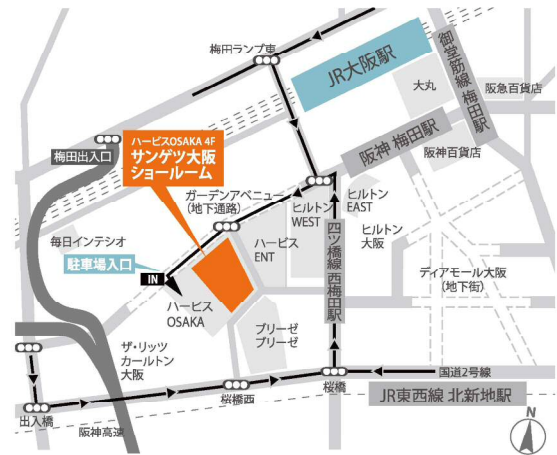 梅田ランプ東
JR大阪駅
御堂筋線 梅田駅
大丸
阪急百貨店
梅田出入口
ハービスOSAKA 4F
サンゲツ大阪
ショールーム
阪神 梅田駅
阪神百貨店
ガーデンアベニュー
(地下通路)
ヒルトン
WEST
ヒルトン
EAST
毎日インテシオ
ハービス
ENT
四ツ橋線 西梅田駅
ヒルトン
大阪
駐車場入口
IN
ディアモール大阪
(地下街)
ハービス
OSAKA
ブリーゼ
ブリーゼ
ザ・リッツ
カールトン
大阪
桜橋
国道2号線
桜橋西
JR東西線 北新地駅
出入橋
阪神高速
N